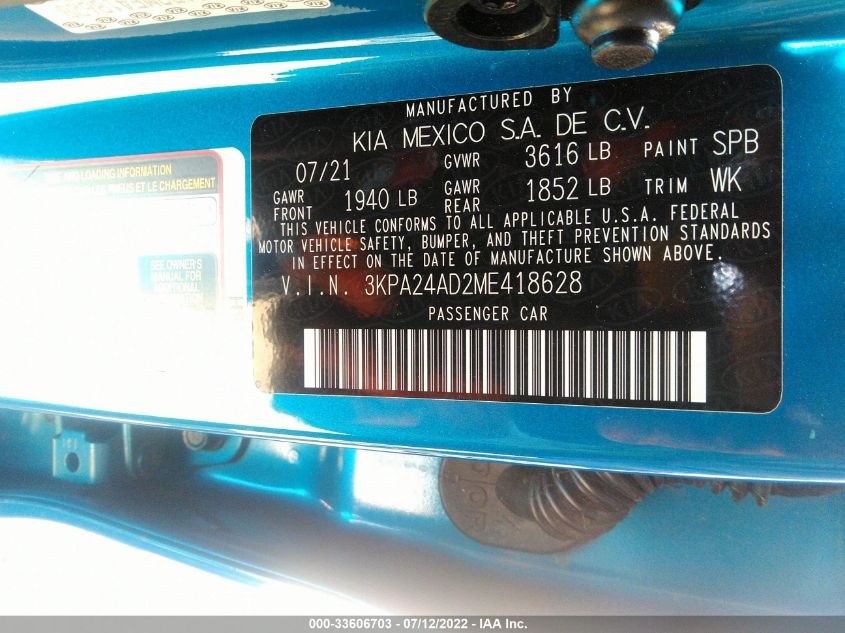 MANUFACTURED BY
KIA MEXICO S.A. DE C.V.
07/21 GVWR 3616 LB PAINT SPB
GAWR FRONT 1940 LB GAWR REAR 1852 LB TRIM WK
THIS VEHICLE CONFORMS TO ALL APPLICABLE U.S.A. FEDERAL
MOTOR VEHICLE SAFETY, BUMPER, AND THEFT PREVENTION STANDARDS
IN EFFECT ON THE DATE OF MANUFACTURE SHOWN ABOVE.
V.I.N. 3KPA24AD2ME418628
PASSENGER CAR
AND LOADING INFORMATION
PNEUS ET LE CHARGEMENT
SEE OWNER'S
MANUAL FOR
ADDITIONAL
000-33606703 - 07/12/2022 - IAA Inc.